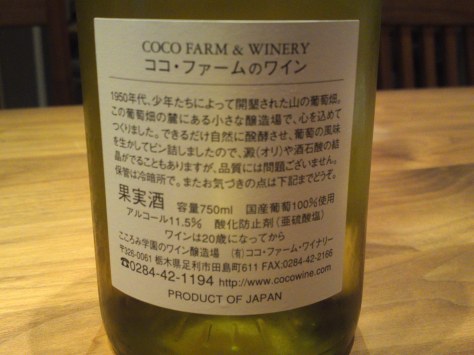 COCO FARM & WINERY
ココ・ファームのワイン
1950年代、少年たちによって開墾された山の葡萄畑。
この葡萄畑の麓にある小さな醸造場で、心を込めて
つくりました。できるだけ自然に醗酵させ、葡萄の風味
を生かしてビン詰しましたので、澱(オリ)や酒石酸の結
晶がでることもありますが、品質には問題ございません。
保管は冷暗所で。またお気づきの点は下記までどうぞ。
果実酒 容量750ml 国産葡萄100%使用
アルコール11.5% 酸化防止剤(亜硫酸塩)
ワインは20歳になってから
こころみ学園のワイン醸造場 (有)ココ・ファーム・ワイナリー
〒326-0061 栃木県足利市田島町611 FAX:0284-42-2166
☎0284-42-1194 http://www.cocowine.com/
PRODUCT OF JAPAN